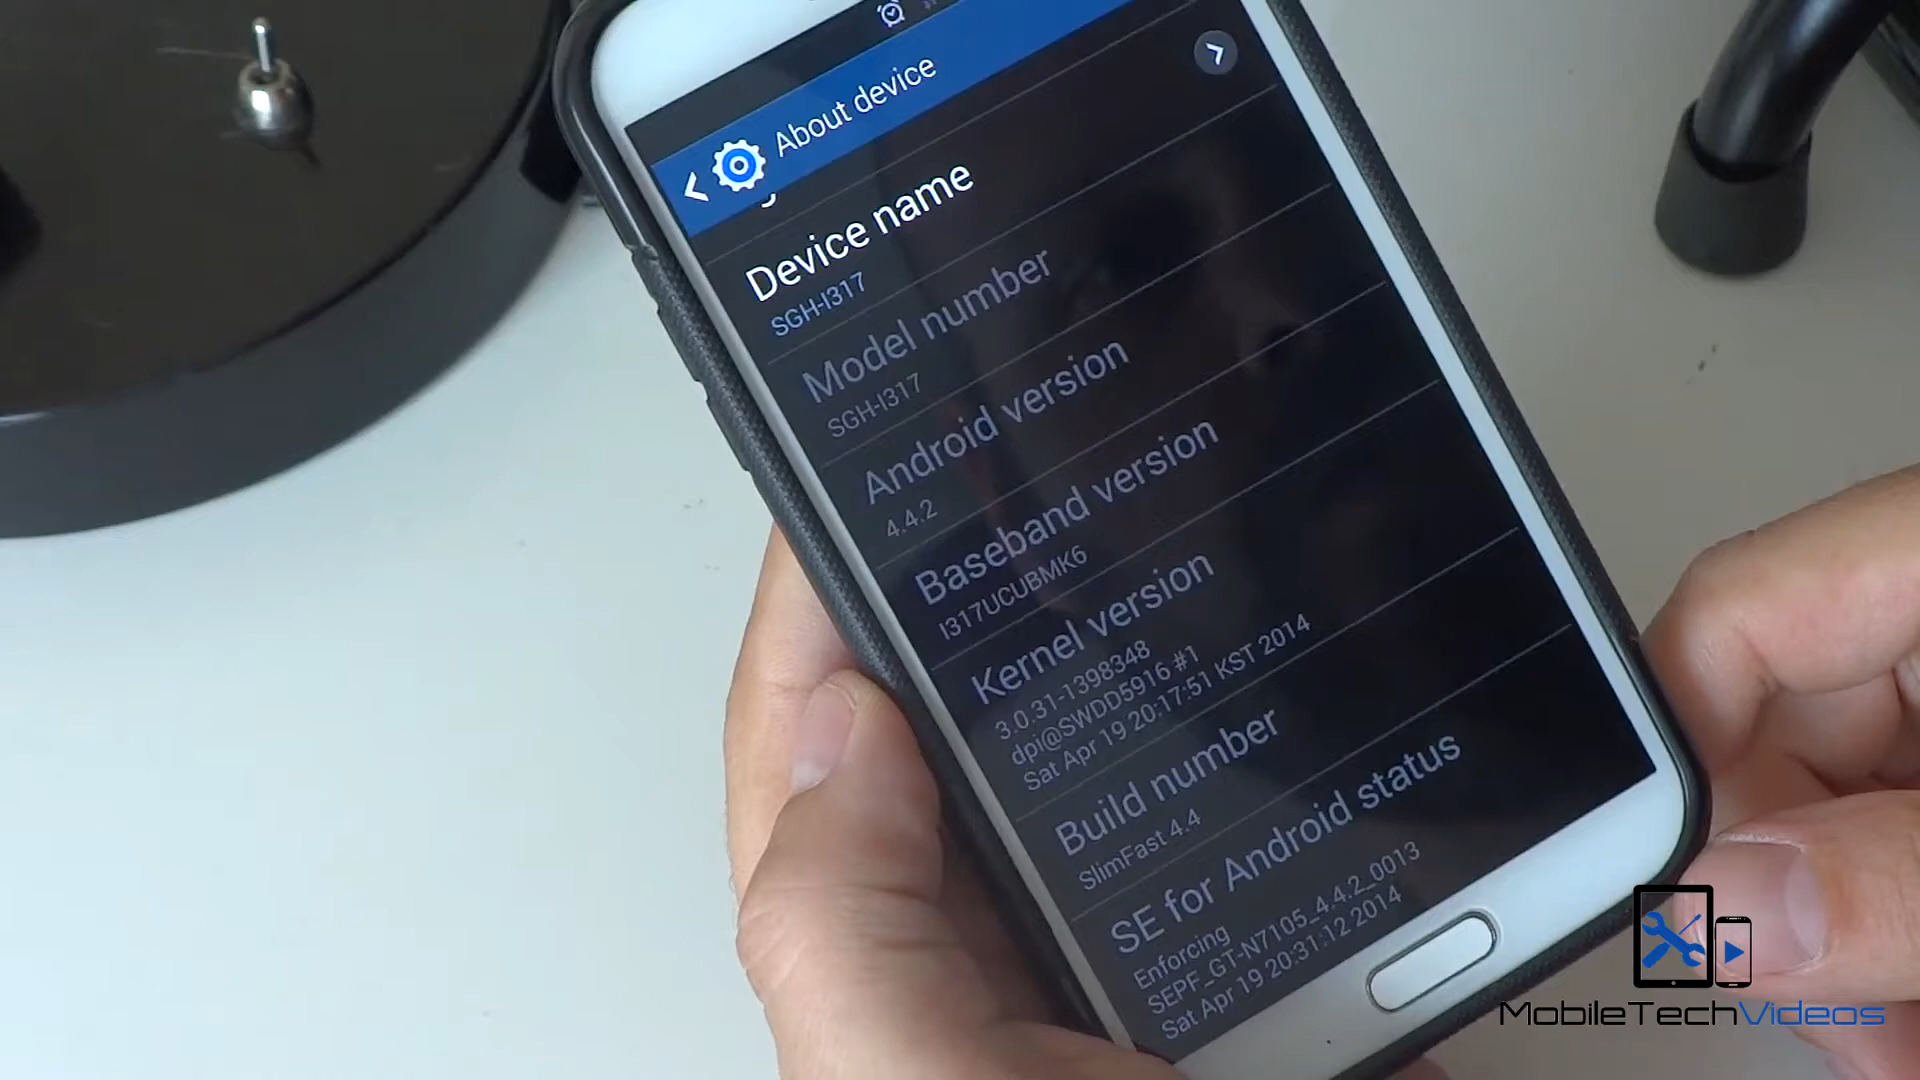 About device
Device name
SGH-I317
Model number
SGH-I317
Android version
4.4.2
Baseband version
I317UCUBMK6
Kernel version
3.0.31-1398348
dpi@SWDD5916 #1
Sat Apr 19 20:17:51 KST 2014
Build number
SlimFast 4.4
SE for Android status
Enforcing
SEPF_GT-N7105_4.4.2_0013
Sat Apr 19 20:31:12 2014
MobileTechVideos